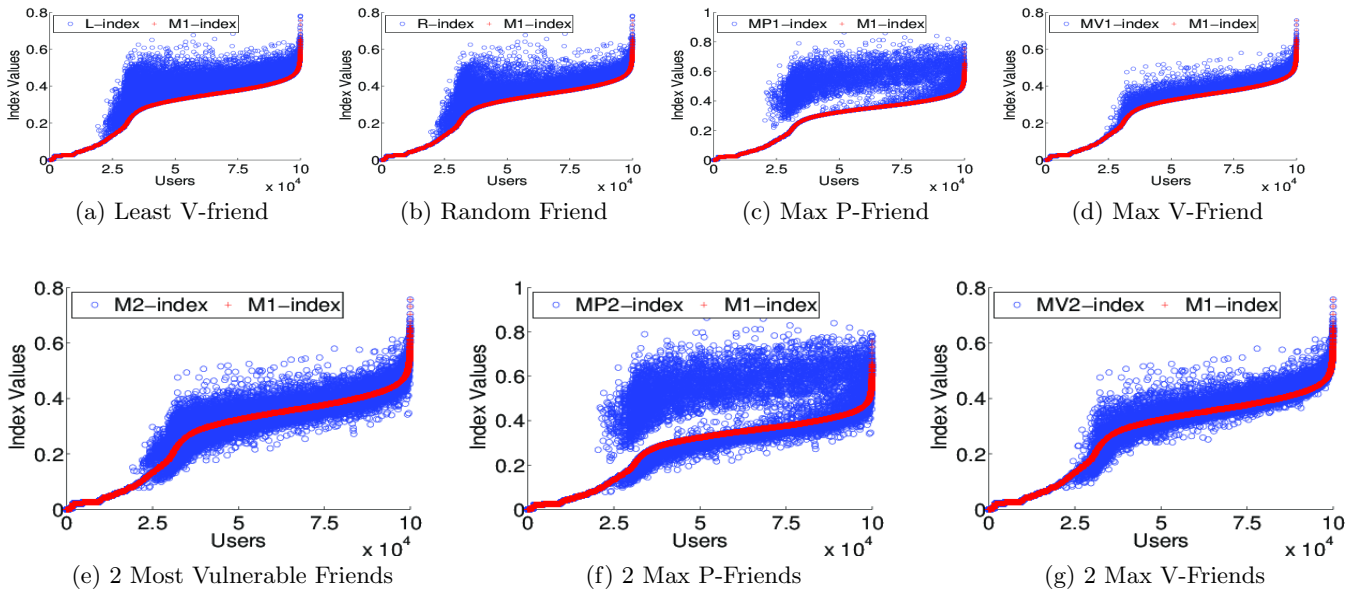 L-index M1-index
Index Values
0.8
0.6
0.4
0.2
0
0 2.5 5 7.5 10
Users
x 10^4
(a) Least V-friend
R-index M1-index
Index Values
0.8
0.6
0.4
0.2
0
0 2.5 5 7.5 10
Users
x 10^4
(b) Random Friend
MP1-index M1-index
Index Values
1
0.8
0.6
0.4
0.2
0
0 2.5 5 7.5 10
Users
x 10^4
(c) Max P-Friend
MV1-index M1-index
Index Values
0.8
0.6
0.4
0.2
0
0 2.5 5 7.5 10
Users
x 10^4
(d) Max V-Friend
M2-index M1-index
Index Values
0.8
0.6
0.4
0.2
0
0 2.5 5 7.5 10
Users
x 10^4
(e) 2 Most Vulnerable Friends
MP2-index M1-index
Index Values
1
0.8
0.6
0.4
0.2
0
0 2.5 5 7.5 10
Users
x 10^4
(f) 2 Max P-Friends
MV2-index M1-index
Index Values
0.8
0.6
0.4
0.2
0
0 2.5 5 7.5 10
Users
x 10^4
(g) 2 Max V-Friends